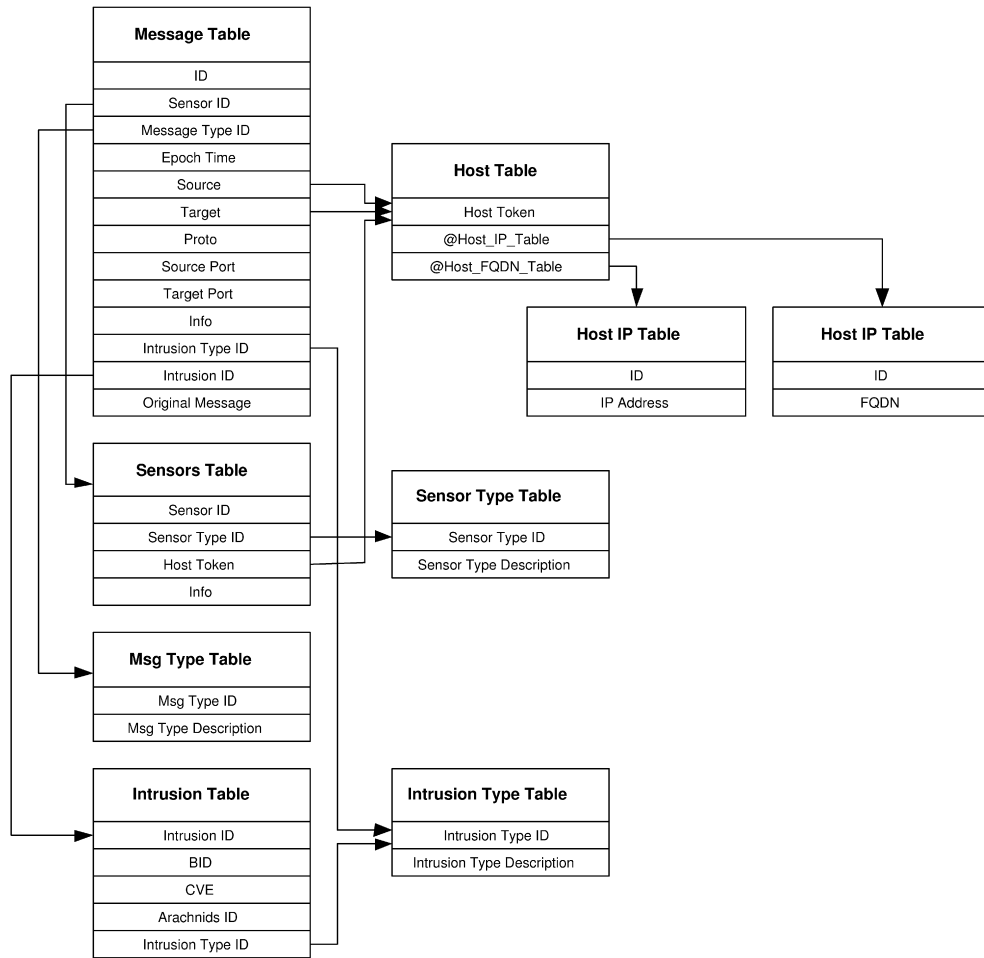 Message Table
ID
Sensor ID
Message Type ID
Epoch Time
Source
Target
Proto
Source Port
Target Port
Info
Intrusion Type ID
Intrusion ID
Original Message
Host Table
Host Token
@Host_IP_Table
@Host_FQDN_Table
Host IP Table
ID
IP Address
Host IP Table
ID
FQDN
Sensors Table
Sensor ID
Sensor Type ID
Host Token
Info
Sensor Type Table
Sensor Type ID
Sensor Type Description
Msg Type Table
Msg Type ID
Msg Type Description
Intrusion Table
Intrusion ID
BID
CVE
Arachnids ID
Intrusion Type ID
Intrusion Type Table
Intrusion Type ID
Intrusion Type Description